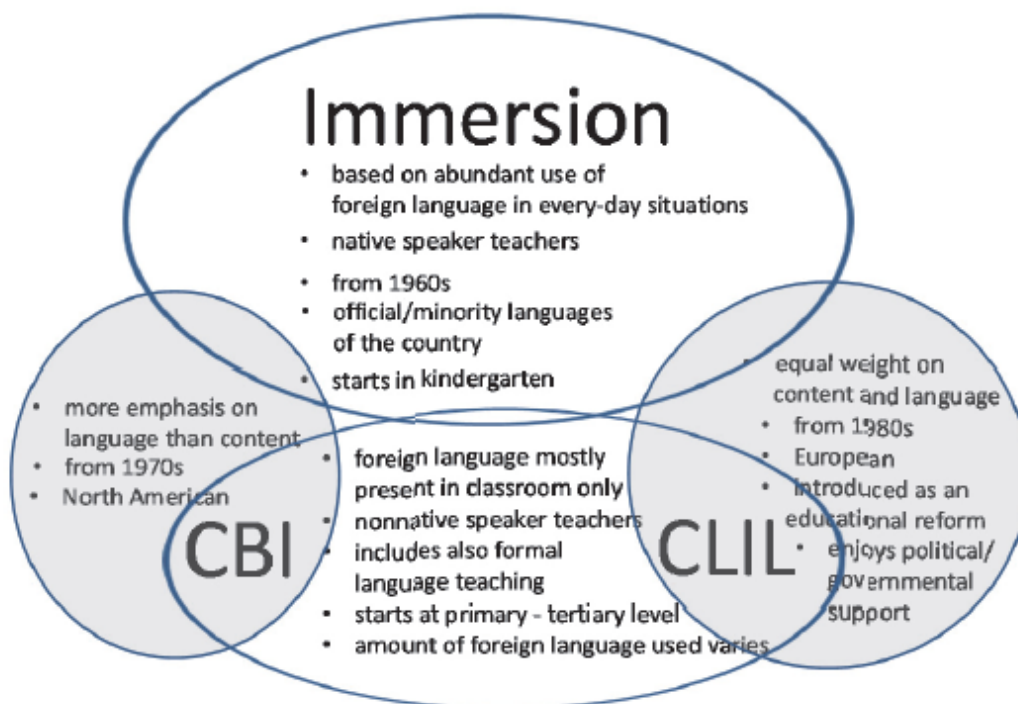 Immersion
• based on abundant use of
foreign language in every-day situations
• native speaker teachers
• from 1960s
• official/minority languages
of the country
• starts in kindergarten
• more emphasis on
language than content
• from 1970s
• North American
CBI
• foreign language mostly
present in classroom only
• nonnative speaker teachers
• includes also formal
language teaching
• starts at primary - tertiary level
• amount of foreign language used varies
• equal weight on
content and language
• from 1980s
• European
• introduced as an
educational reform
• enjoys political/
governmental
support
CLIL